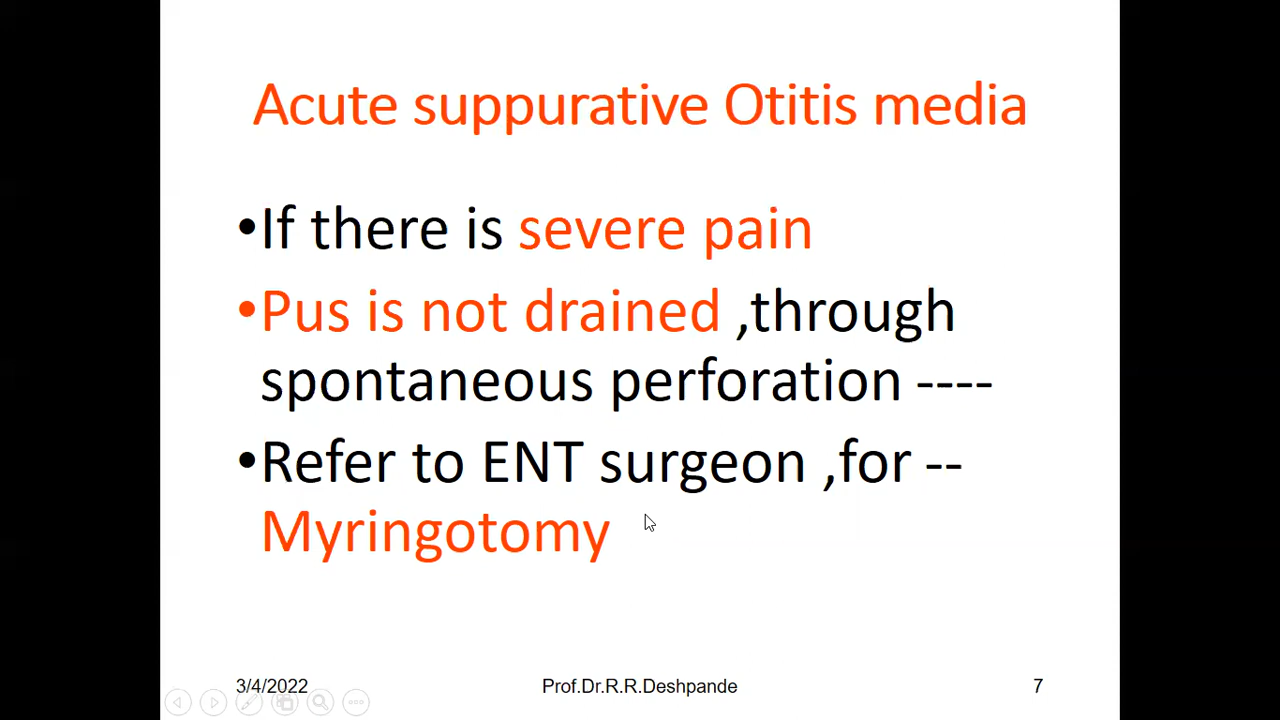 Acute suppurative Otitis media
•If there is severe pain
•Pus is not drained ,through
spontaneous perforation ----
•Refer to ENT surgeon ,for --
Myringotomy
3/4/2022 Prof.Dr.R.R.Deshpande 7